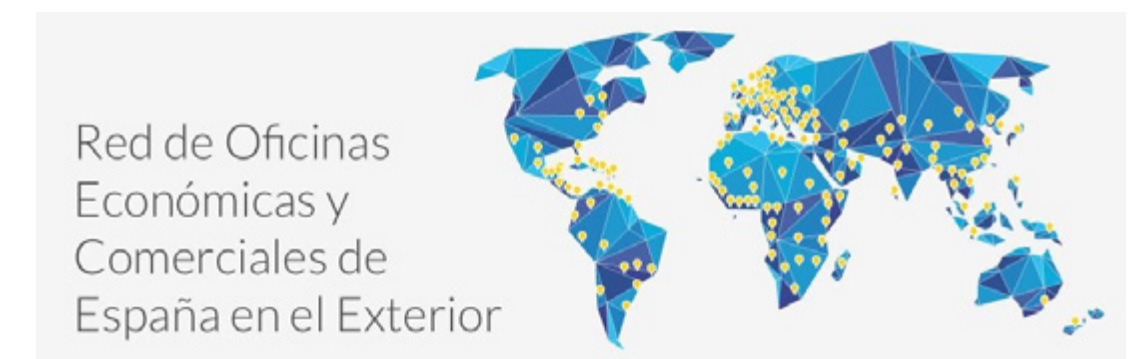 Red de Oficinas
Económicas y
Comerciales de
España en el Exterior